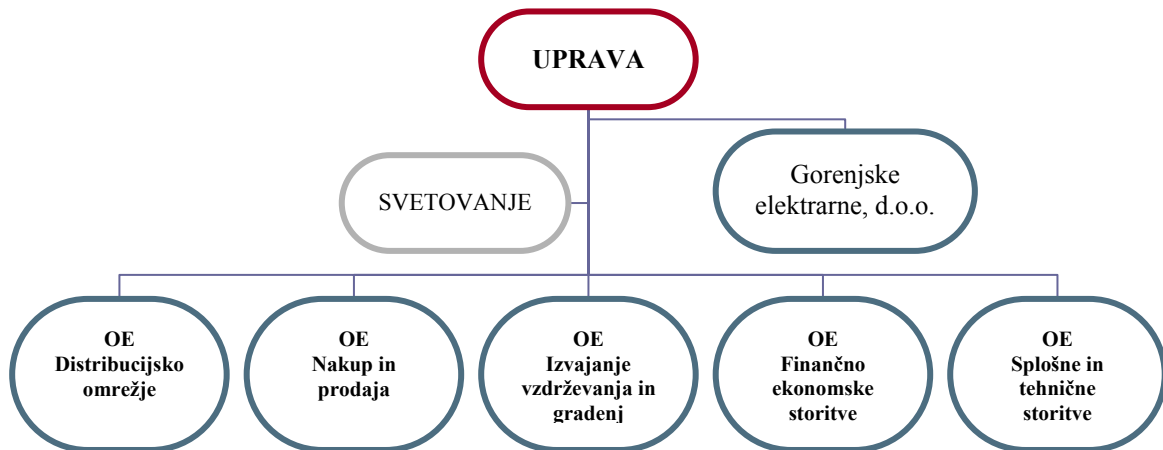 UPRAVA
SVETOVANJE
Gorenjske
elektrarne, d.o.o.
OE
Distribucijsko
omrežje
OE
Nakup in
prodaja
OE
Izvajanje
vzdrževanja in
gradenj
OE
Finančno
ekonomske
storitve
OE
Splošne in
tehnične
storitve